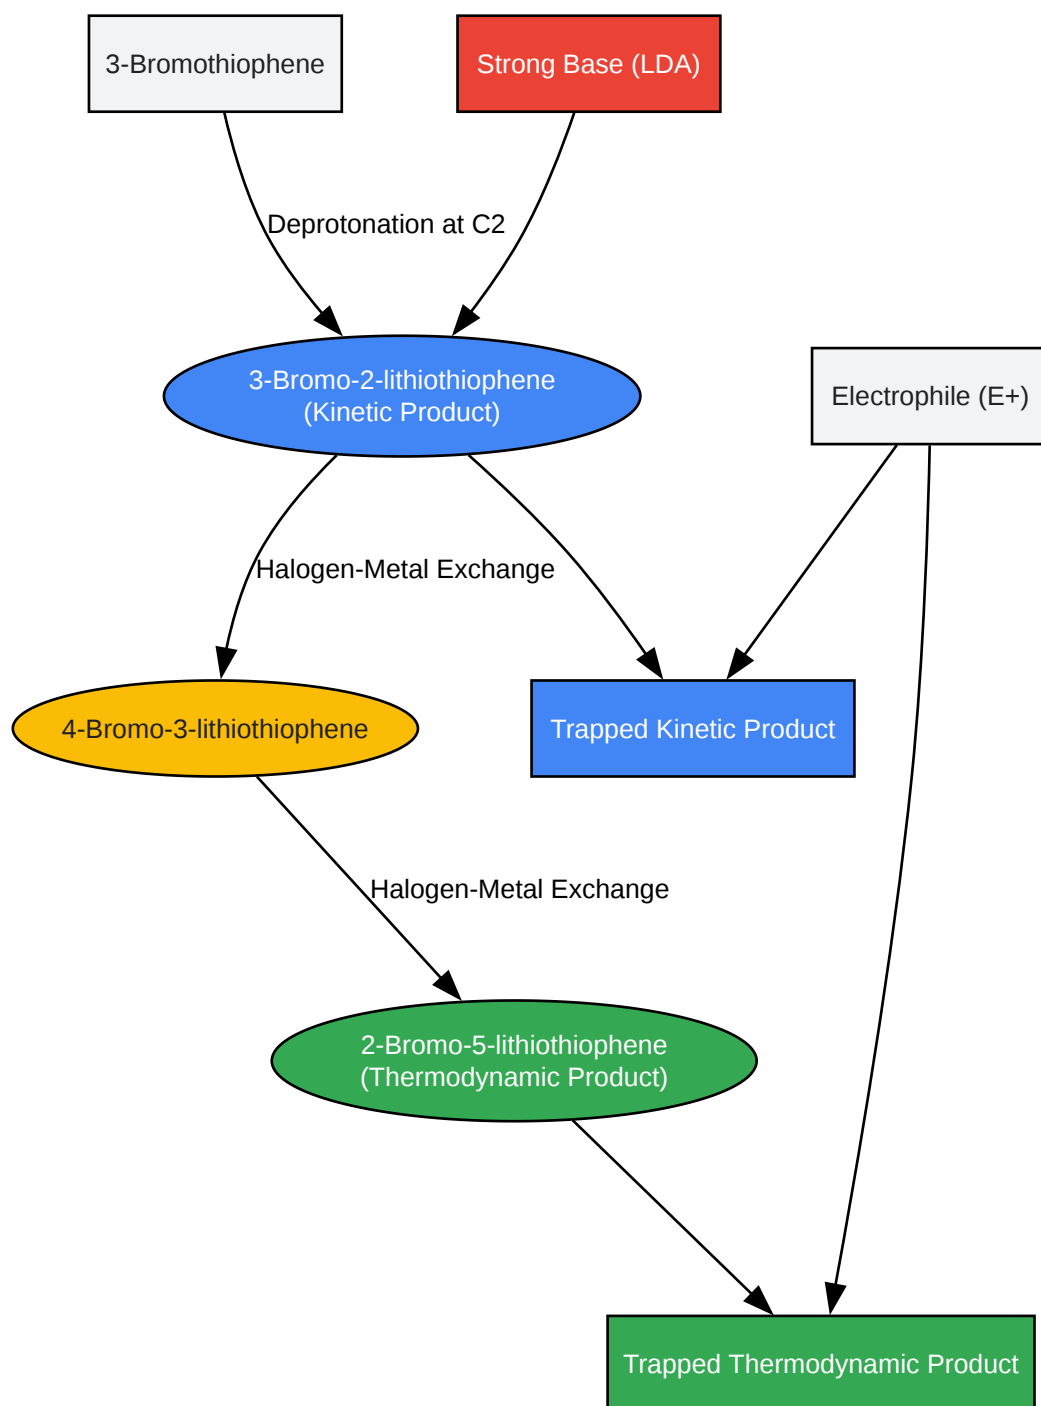 3-Bromothiophene
Strong Base (LDA)
Deprotonation at C2
3-Bromo-2-lithiothiophene
(Kinetic Product)
Electrophile (E+)
Halogen-Metal Exchange
4-Bromo-3-lithiothiophene
Trapped Kinetic Product
Halogen-Metal Exchange
2-Bromo-5-lithiothiophene
(Thermodynamic Product)
Trapped Thermodynamic Product